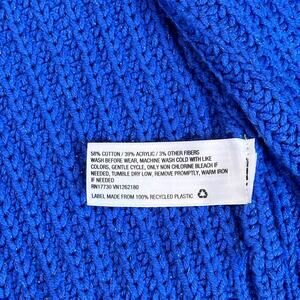 58% COTTON / 39% ACRYLIC / 3% OTHER FIBERS
WASH BEFORE WEAR, MACHINE WASH COLD WITH LIKE
COLORS, GENTLE CYCLE, ONLY NON CHLORINE BLEACH IF
NEEDED, TUMBLE DRY LOW, REMOVE PROMPTLY, WARM
IRON IF NEEDED
RN17730 VN1262180
LABEL MADE FROM 100% RECYCLED PLASTIC